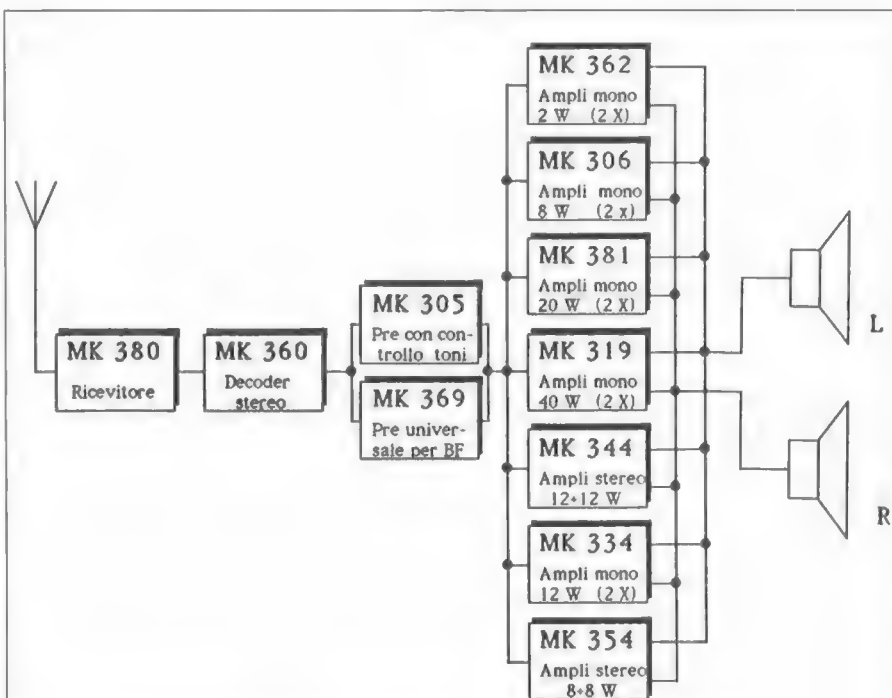 MK 362
Ampli mono
2 W (2 X)
MK 306
Ampli mono
8 W (2 x)
MK 381
Ampli mono
20 W (2 X)
L
MK 305
Pre con con-
trollo toni
MK 380
Ricevitore
MK 360
Decoder
stereo
MK 319
Ampli mono
40 W (2 X)
MK 369
Pre univer-
sale per BF
MK 344
Ampli stereo
12+12 W
R
MK 334
Ampli mono
12 W (2 X)
MK 354
Ampli stereo
8+8 W